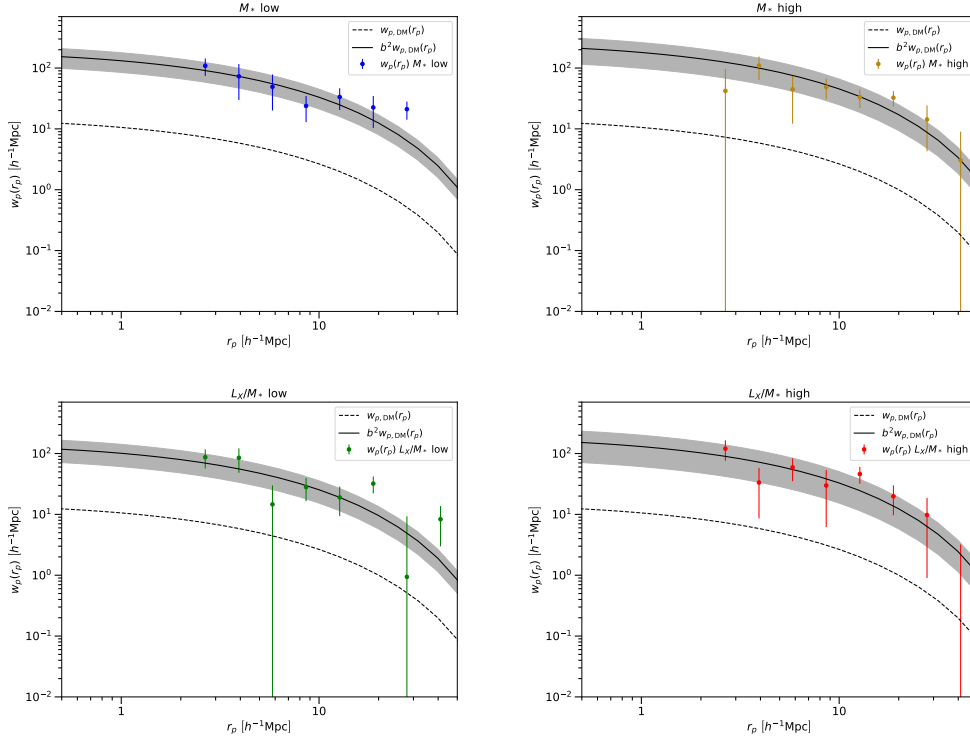 M* low
w_p(r_p) [h⁻¹Mpc]
10²
10¹
10⁰
10⁻¹
10⁻²
1
10
r_p [h⁻¹Mpc]
w_p,DM(r_p)
b²w_p,DM(r_p)
w_p(r_p) M* low
M* high
w_p(r_p) [h⁻¹Mpc]
10²
10¹
10⁰
10⁻¹
10⁻²
1
10
r_p [h⁻¹Mpc]
w_p,DM(r_p)
b²w_p,DM(r_p)
w_p(r_p) M* high
L_X/M* low
w_p(r_p) [h⁻¹Mpc]
10²
10¹
10⁰
10⁻¹
10⁻²
1
10
r_p [h⁻¹Mpc]
w_p,DM(r_p)
b²w_p,DM(r_p)
w_p(r_p) L_X/M* low
L_X/M* high
w_p(r_p) [h⁻¹Mpc]
10²
10¹
10⁰
10⁻¹
10⁻²
1
10
r_p [h⁻¹Mpc]
w_p,DM(r_p)
b²w_p,DM(r_p)
w_p(r_p) L_X/M* high